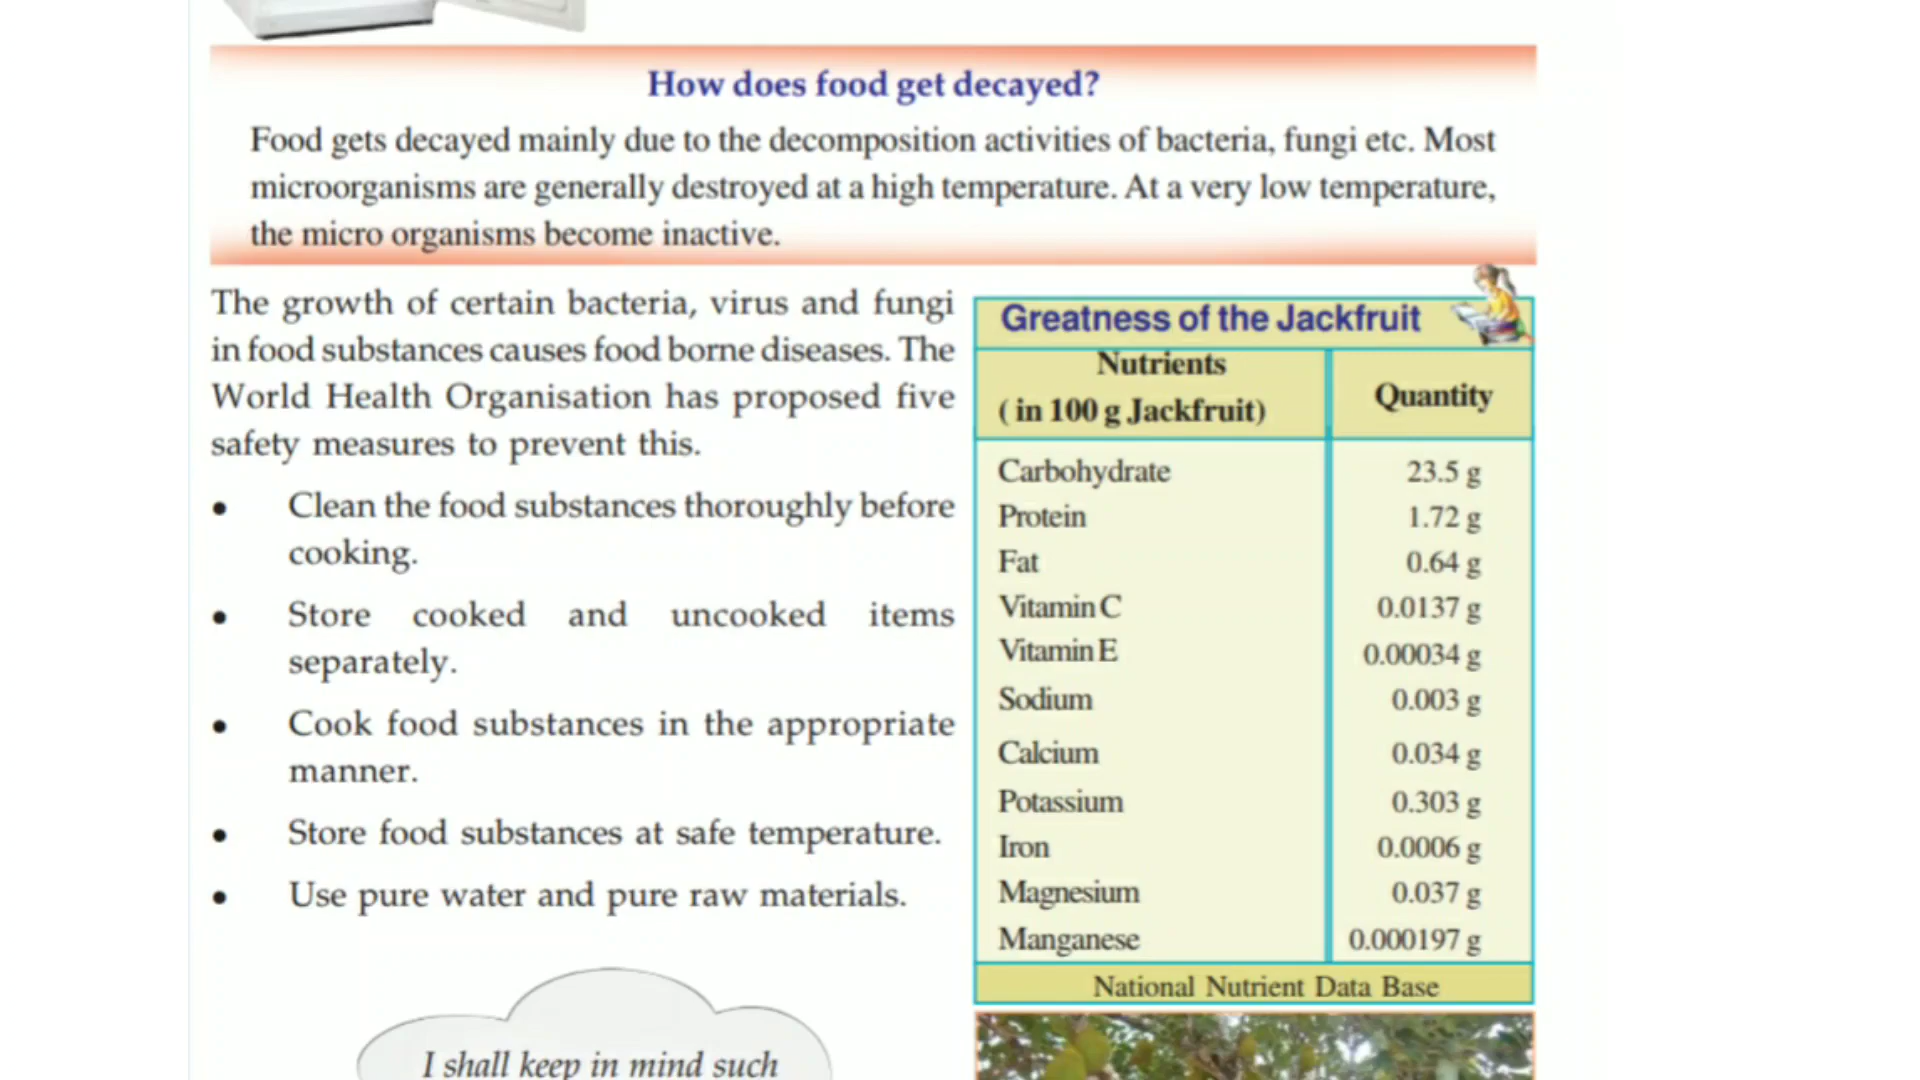 How does food get decayed?
Food gets decayed mainly due to the decomposition activities of bacteria, fungi etc. Most
microorganisms are generally destroyed at a high temperature. At a very low temperature,
the micro organisms become inactive.
The growth of certain bacteria, virus and fungi
in food substances causes food borne diseases. The
World Health Organisation has proposed five
safety measures to prevent this.
• Clean the food substances thoroughly before
cooking.
• Store cooked and uncooked items
separately.
• Cook food substances in the appropriate
manner.
• Store food substances at safe temperature.
• Use pure water and pure raw materials.
I shall keep in mind such
Greatness of the Jackfruit
Nutrients
( in 100 g Jackfruit)
Quantity
Carbohydrate 23.5 g
Protein 1.72 g
Fat 0.64 g
Vitamin C 0.0137 g
Vitamin E 0.00034 g
Sodium 0.003 g
Calcium 0.034 g
Potassium 0.303 g
Iron 0.0006 g
Magnesium 0.037 g
Manganese 0.000197 g
National Nutrient Data Base